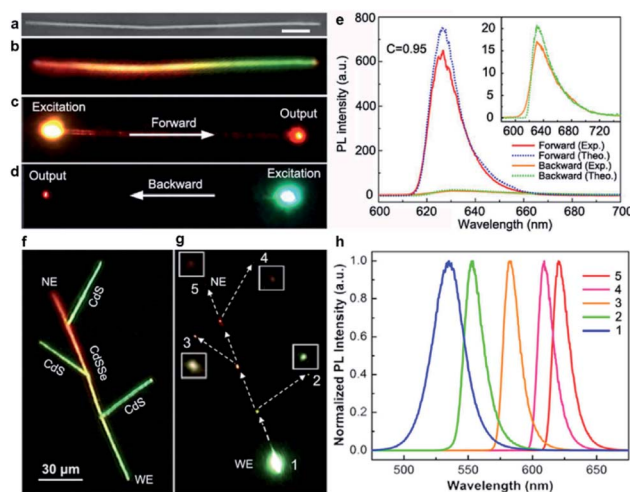 a
b
c
Excitation
Forward
Output
d
Output
Backward
Excitation
e
PL intensity (a.u.)
800
600
400
200
0
C=0.95
20
15
10
5
0
600 640 680 720
Forward (Exp.)
Forward (Theo.)
Backward (Exp.)
Backward (Theo.)
600 620 640 660 680 700
Wavelength (nm)
f
NE
CdS
CdSSe
CdS
CdS
WE
30 μm
g
4
NE
5
3
2
WE
1
h
Normalized PL Intensity (a.u.)
1.0
0.8
0.6
0.4
0.2
0.0
5
4
3
2
1
500 550 600 650
Wavelength (nm)